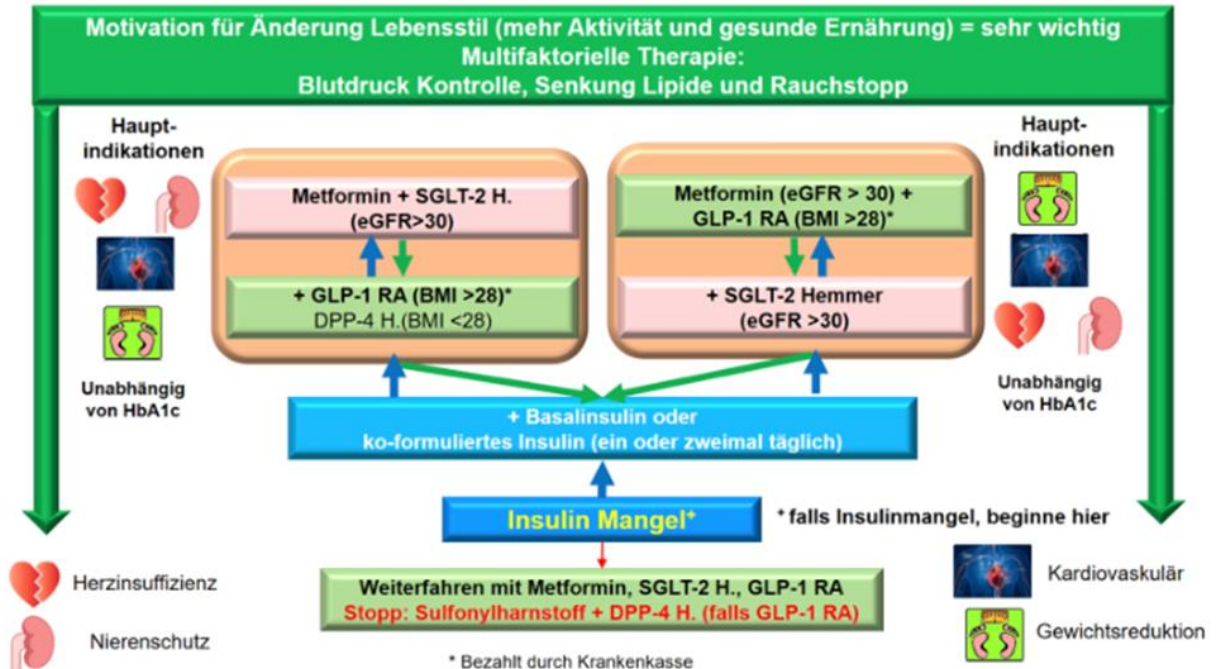 Motivation für Änderung Lebensstil (mehr Aktivität und gesunde Ernährung) = sehr wichtig
Multifaktorielle Therapie:
Blutdruck Kontrolle, Senkung Lipide und Rauchstopp
Haupt-
indikationen
Unabhängig
von HbA1c
Metformin + SGLT-2 H.
(eGFR>30)
+ GLP-1 RA (BMI >28)*
DPP-4 H.(BMI <28)
Metformin (eGFR > 30) +
GLP-1 RA (BMI >28)*
+ SGLT-2 Hemmer
(eGFR >30)
Haupt-
indikationen
Unabhängig
von HbA1c
+ Basalinsulin oder
ko-formuliertes Insulin (ein oder zweimal täglich)
Insulin Mangel+
+ falls Insulinmangel, beginne hier
Weiterfahren mit Metformin, SGLT-2 H., GLP-1 RA
Stopp: Sulfonylharnstoff + DPP-4 H. (falls GLP-1 RA)
Herzinsuffizienz
Nierenschutz
Kardiovaskulär
Gewichtsreduktion
* Bezahlt durch Krankenkasse